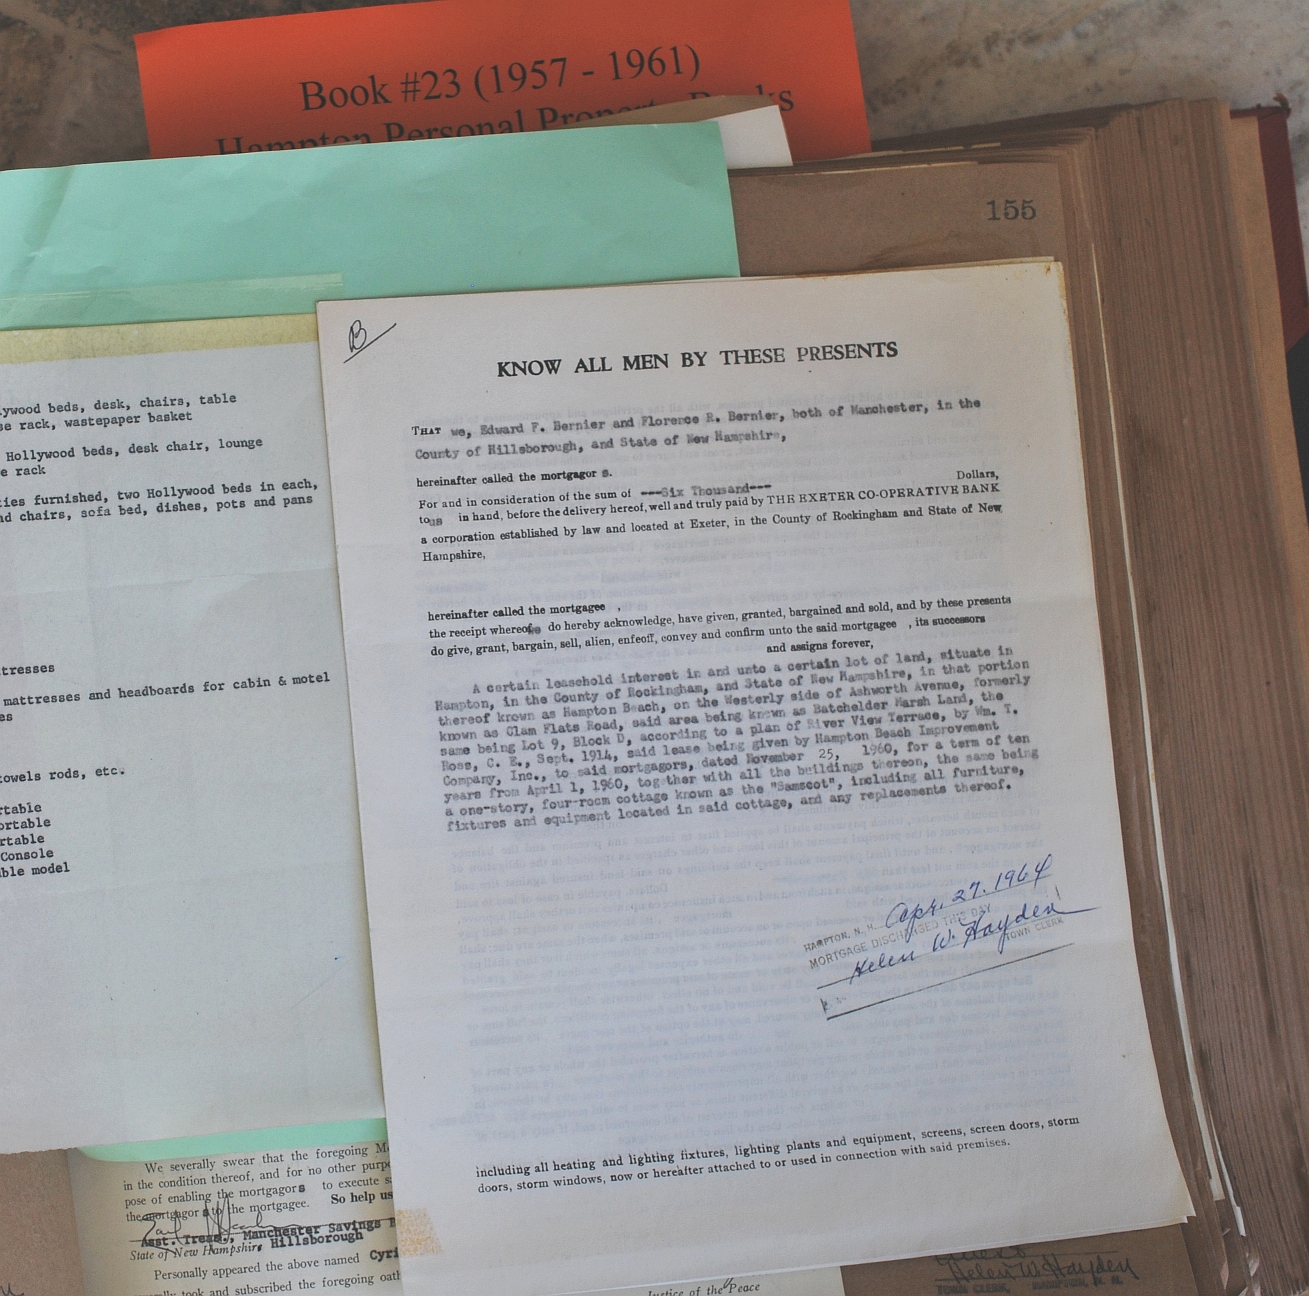 Book #23 (1957 - 1961)
Hampton Personal Property Books
155
B
KNOW ALL MEN BY THESE PRESENTS
THAT we, Edward F. Bernier and Florence R. Bernier, both of Manchester, in the
County of Hillsborough, and State of New Hampshire,
hereinafter called the mortgagor s.
For and in consideration of the sum of ---Six Thousand--- Dollars,
to us in hand, before the delivery hereof, well and truly paid by THE EXETER CO-OPERATIVE BANK
a corporation established by law and located at Exeter, in the County of Rockingham and State of New
Hampshire,
hereinafter called the mortgagee ,
the receipt whereof we do hereby acknowledge, have given, granted, bargained and sold, and by these presents
do give, grant, bargain, sell, alien, enfeoff, convey and confirm unto the said mortgagee , its successors
and assigns forever,
A certain leasehold interest in and unto a certain lot of land, situate in
Hampton, in the County of Rockingham, and State of New Hampshire, in that portion
thereof known as Hampton Beach, on the Westerly side of Ashworth Avenue, formerly
known as Clam Flats Road, said area being known as Batchelder Marsh Land, the
same being Lot 9, Block D, according to a plan of River View Terrace, by Wm. T.
Ross, C. E., Sept. 1914, said lease being given by Hampton Beach Improvement
Company, Inc., to said mortgagors, dated November 25, 1960, for a term of ten
years from April 1, 1960, tog ther with all the buildings thereon, the same being
a one-story, four-room cottage known as the "Samscot", including all furniture,
fixtures and equipment located in said cottage, and any replacements thereof.
HAMPTON, N. H. Apr. 27. 1964
MORTGAGE DISCHARGED THIS DAY
Helen W. Hayden
TOWN CLERK
including all heating and lighting fixtures, lighting plants and equipment, screens, screen doors, storm
doors, storm windows, now or hereafter attached to or used in connection with said premises.
lywood beds, desk, chairs, table
se rack, wastepaper basket
Hollywood beds, desk chair, lounge
e rack
ties furnished, two Hollywood beds in each,
nd chairs, sofa bed, dishes, pots and pans
tresses
mattresses and headboards for cabin & motel
es
towels rods, etc.
rtable
ortable
rtable
Console
ble model
We severally swear that the foregoing M
in the condition thereof, and for no other purp
pose of enabling the mortgagors to execute s
the mortgagor s to the mortgagee. So help us
Asst. Treas., Manchester Savings B
State of New Hampshire, Hillsborough
Personally appeared the above named Cyri
ally took and subscribed the foregoing oat
Justice of the Peace
Helen W. Hayden
TOWN CLERK, HAMPTON, N. H.